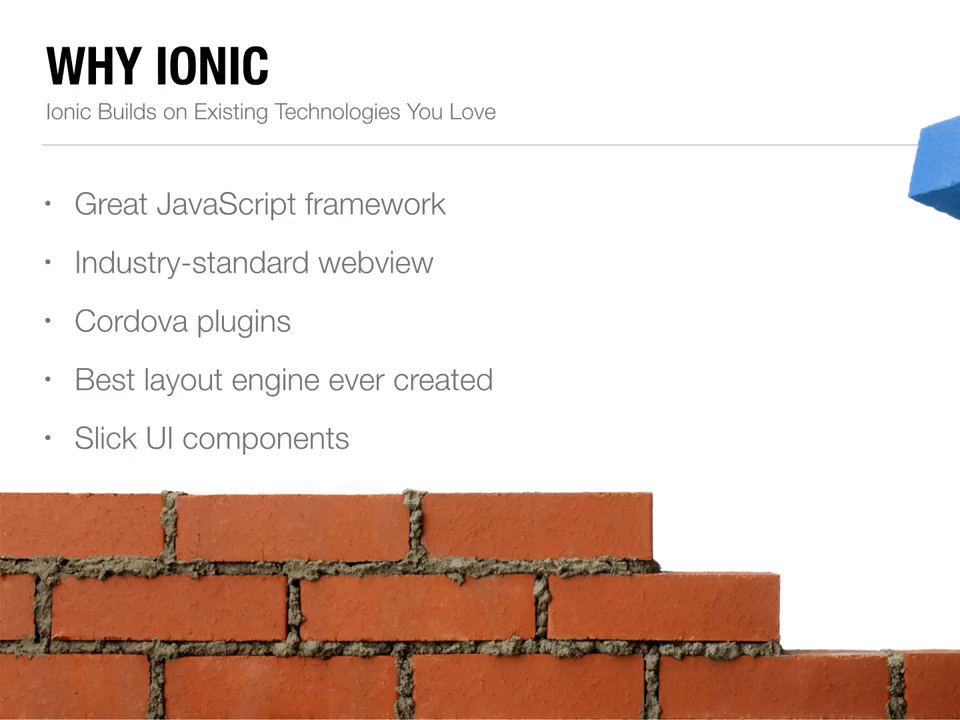 WHY IONIC
Ionic Builds on Existing Technologies You Love
• Great JavaScript framework
• Industry-standard webview
• Cordova plugins
• Best layout engine ever created
• Slick UI components